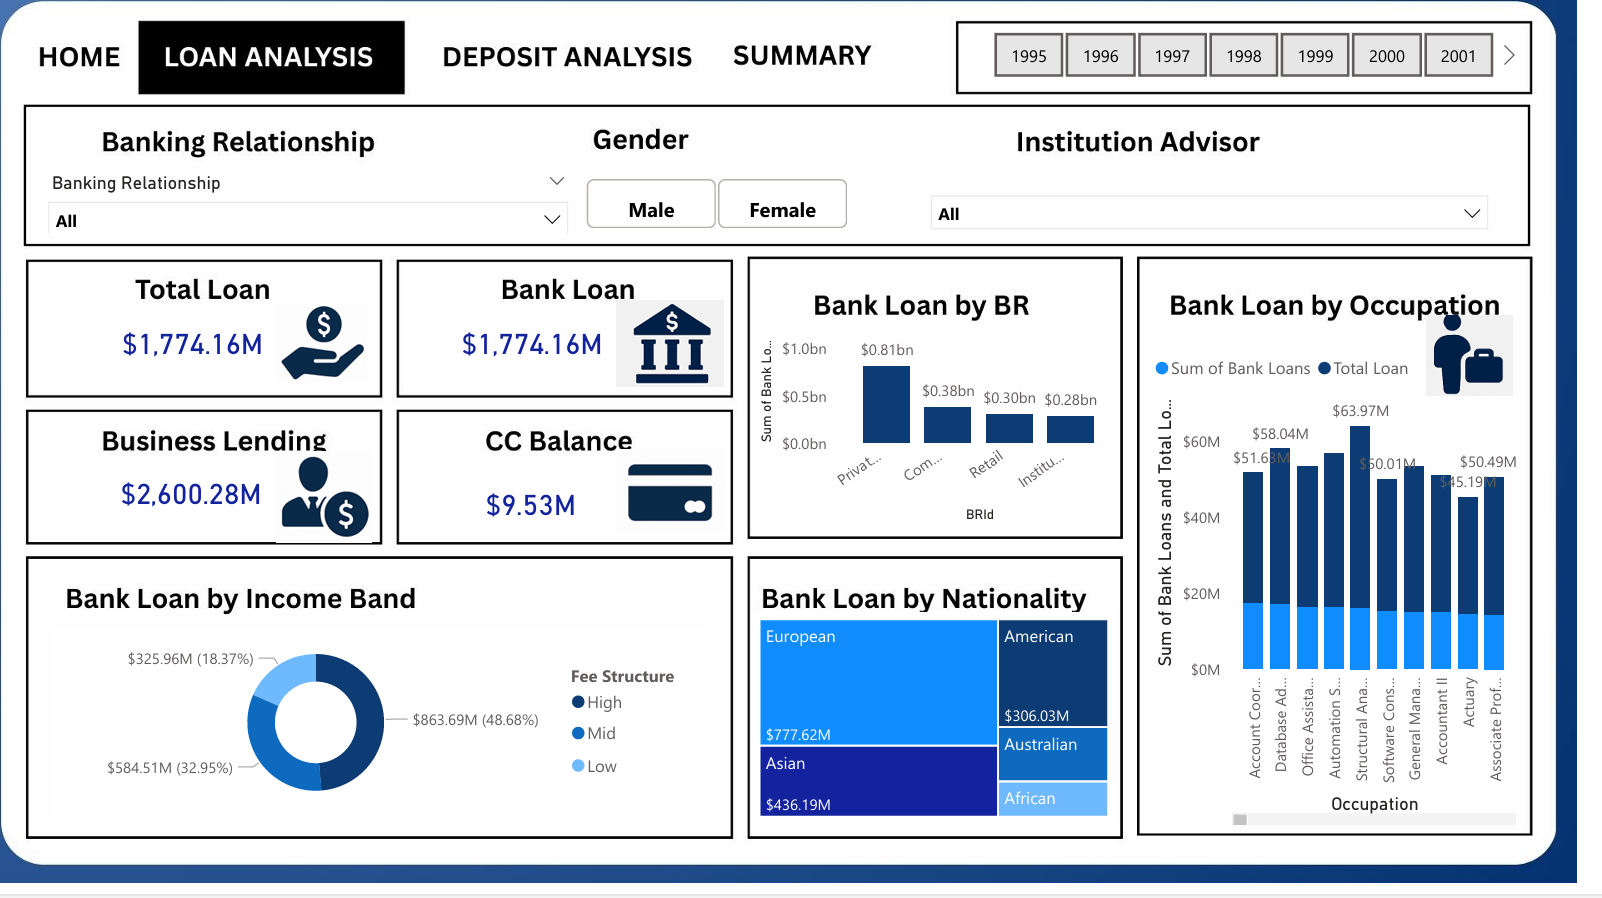 HOME
LOAN ANALYSIS
DEPOSIT ANALYSIS
SUMMARY
1995
1996
1997
1998
1999
2000
2001
Banking Relationship
Banking Relationship
All
Gender
Male
Female
Institution Advisor
All
Total Loan
$1,774.16M
$
Bank Loan
$1,774.16M
$
Business Lending
$2,600.28M
$
CC Balance
$9.53M
Bank Loan by BR
Sum of Bank Lo...
$1.0bn
$0.5bn
$0.0bn
$0.81bn
$0.38bn
$0.30bn
$0.28bn
Privat...
Com...
Retail
Institu...
BRId
Bank Loan by Occupation
Sum of Bank Loans
Total Loan
Sum of Bank Loans and Total Lo...
$60M
$40M
$20M
$0M
$51.63M
$58.04M
$63.97M
$50.01M
$45.19M
$50.49M
Account Coor...
Database Ad...
Office Assista...
Automation S...
Structural Ana...
Software Cons...
General Mana...
Accountant II
Actuary
Associate Prof...
Occupation
Bank Loan by Income Band
$325.96M (18.37%)
$863.69M (48.68%)
$584.51M (32.95%)
Fee Structure
High
Mid
Low
Bank Loan by Nationality
European
$777.62M
Asian
$436.19M
American
$306.03M
Australian
African